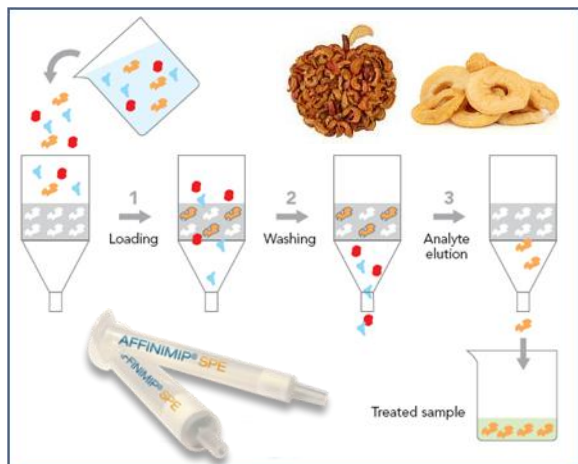 1
Loading
2
Washing
3
Analyte
elution
AFFINIMIP® SPE
AFFINIMIP® SPE
Treated sample